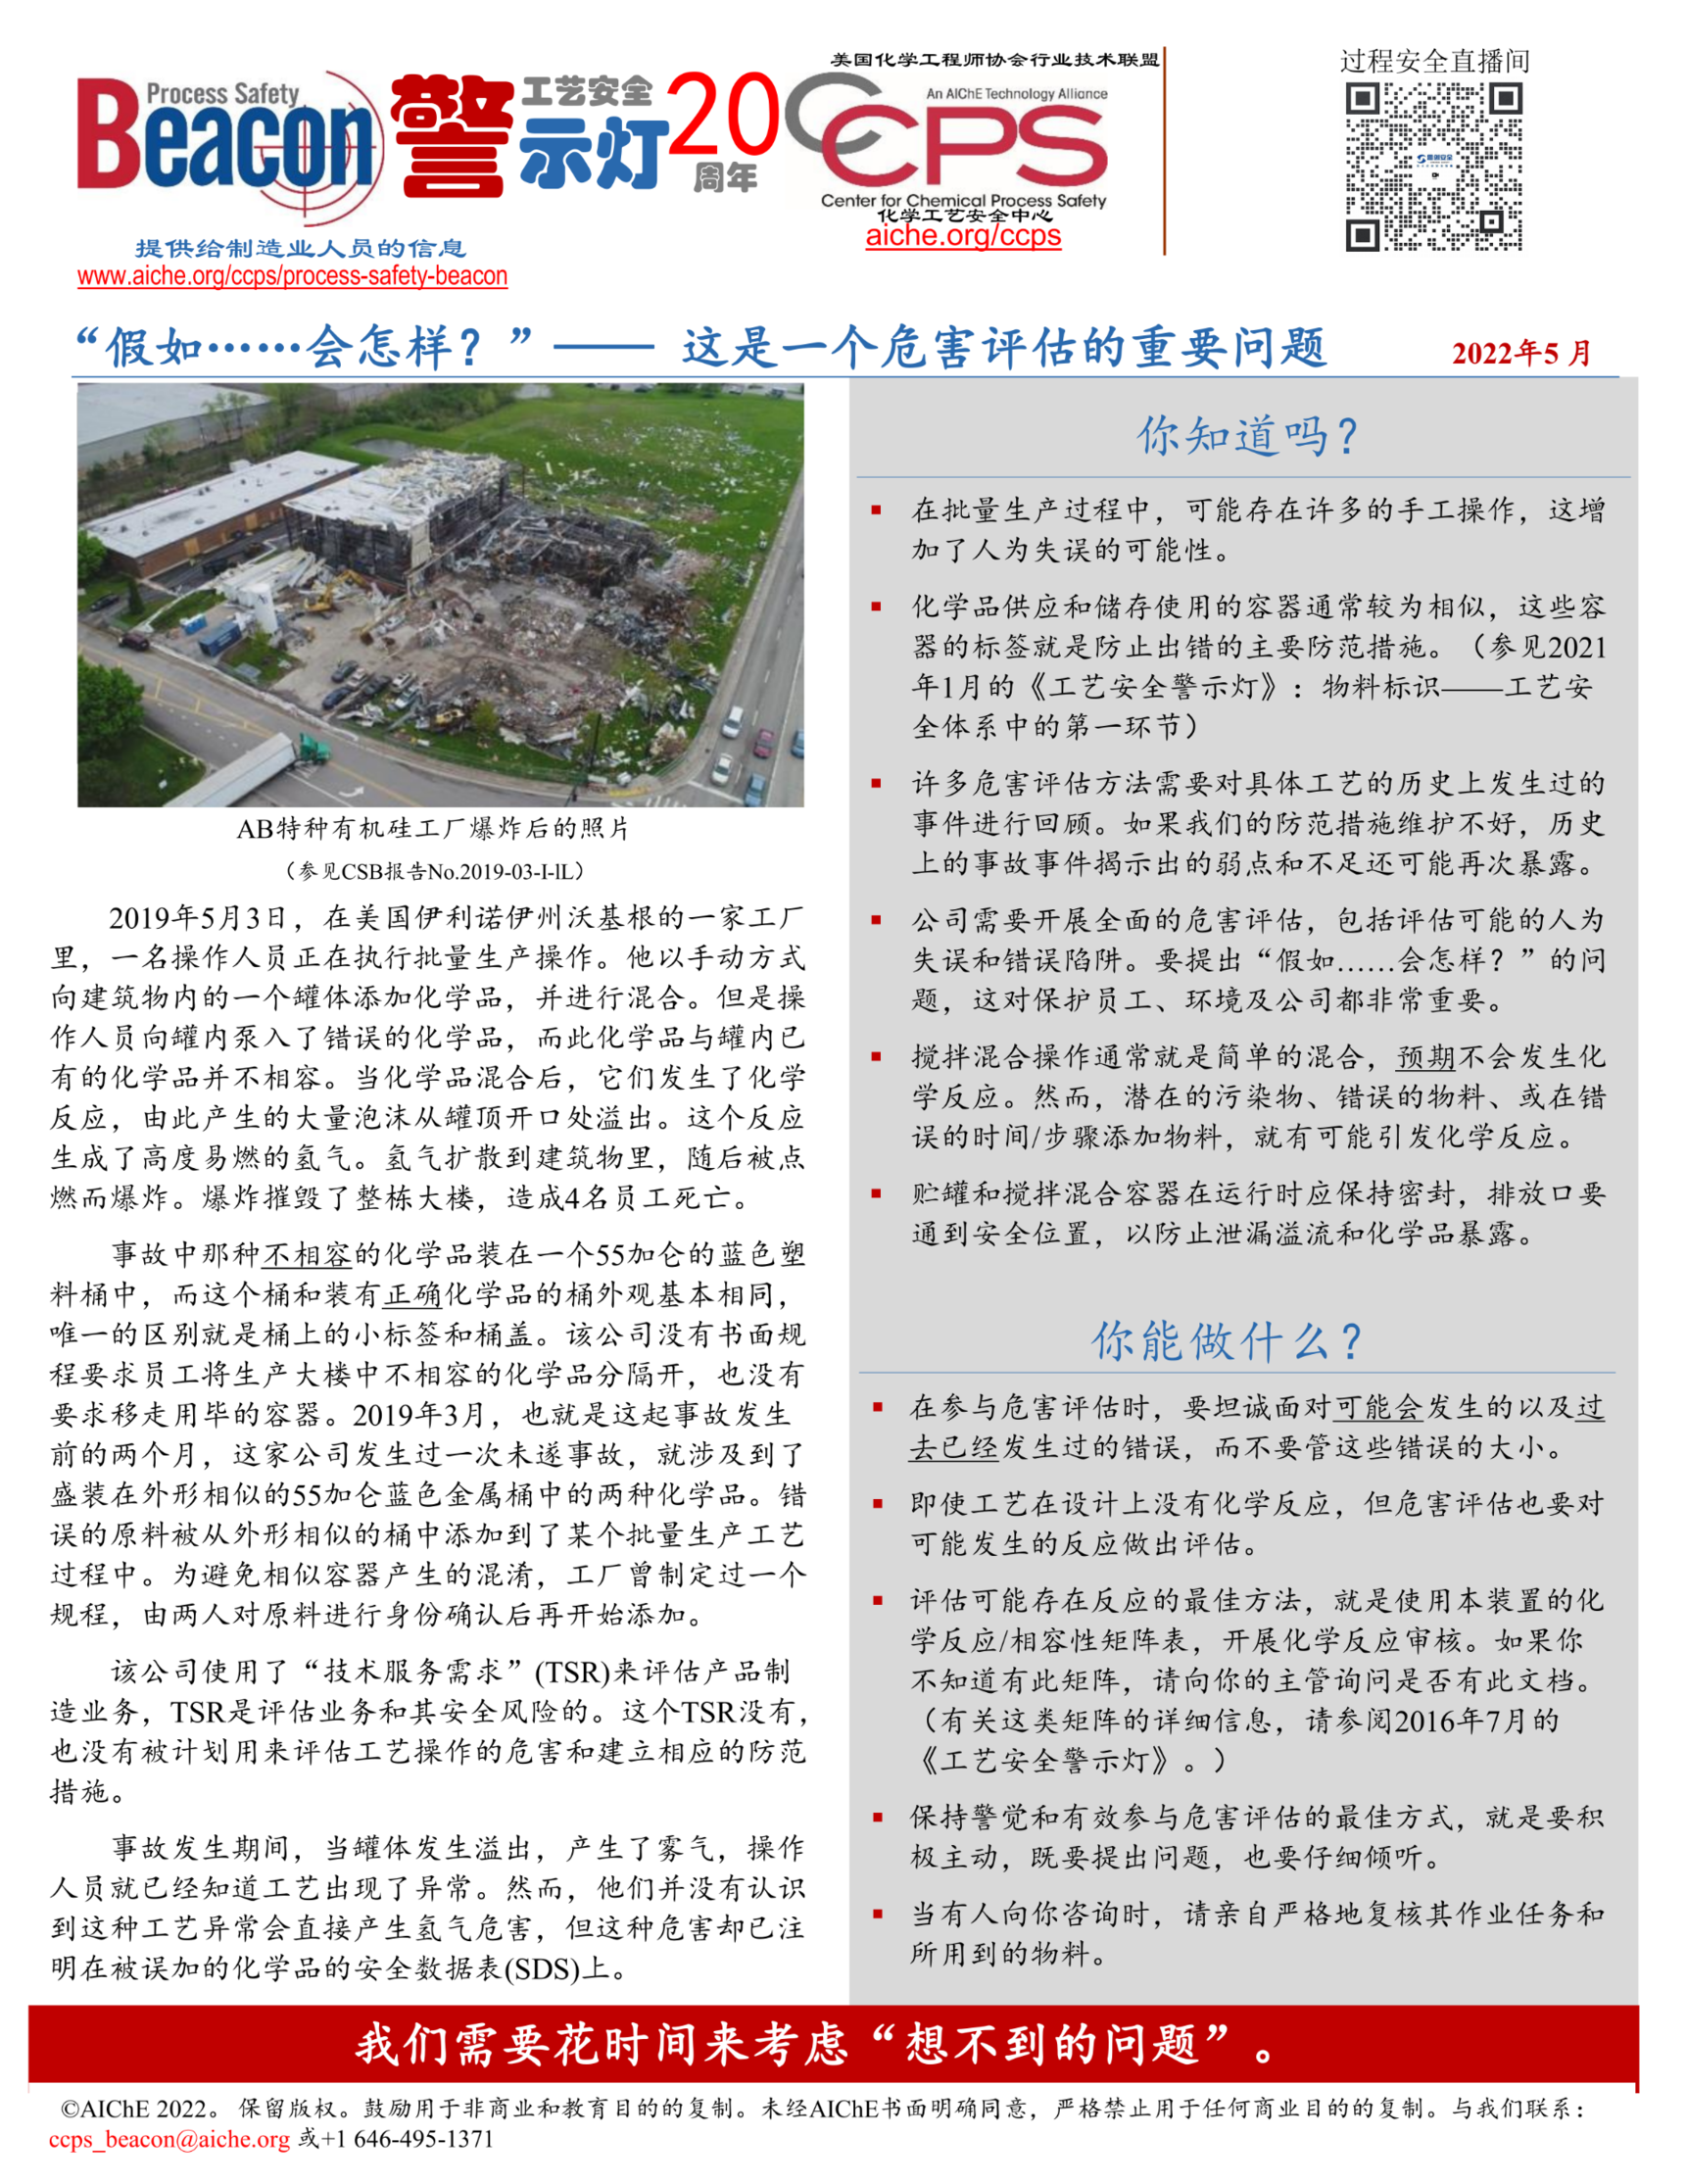 美国化学工程师协会行业技术联盟
过程安全直播间
Process Safety
Beacon
警
工艺安全
示灯
20
周年
An AIChE Technology Alliance
CCPS
Center for Chemical Process Safety
化学工艺安全中心
aiche.org/ccps
提供给制造业人员的信息
www.aiche.org/ccps/process-safety-beacon
“假如……会怎样？”—— 这是一个危害评估的重要问题
2022年5 月
AB特种有机硅工厂爆炸后的照片
（参见CSB报告No.2019-03-I-IL）
2019年5月3日，在美国伊利诺伊州沃基根的一家工厂
里，一名操作人员正在执行批量生产操作。他以手动方式
向建筑物内的一个罐体添加化学品，并进行混合。但是操
作人员向罐内泵入了错误的化学品，而此化学品与罐内已
有的化学品并不相容。当化学品混合后，它们发生了化学
反应，由此产生的大量泡沫从罐顶开口处溢出。这个反应
生成了高度易燃的氢气。氢气扩散到建筑物里，随后被点
燃而爆炸。爆炸摧毁了整栋大楼，造成4名员工死亡。
事故中那种不相容的化学品装在一个55加仑的蓝色塑
料桶中，而这个桶和装有正确化学品的桶外观基本相同，
唯一的区别就是桶上的小标签和桶盖。该公司没有书面规
程要求员工将生产大楼中不相容的化学品分隔开，也没有
要求移走用毕的容器。2019年3月，也就是这起事故发生
前的两个月，这家公司发生过一次未遂事故，就涉及到了
盛装在外形相似的55加仑蓝色金属桶中的两种化学品。错
误的原料被从外形相似的桶中添加到了某个批量生产工艺
过程中。为避免相似容器产生的混淆，工厂曾制定过一个
规程，由两人对原料进行身份确认后再开始添加。
该公司使用了“技术服务需求”(TSR)来评估产品制
造业务，TSR是评估业务和其安全风险的。这个TSR没有，
也没有被计划用来评估工艺操作的危害和建立相应的防范
措施。
事故发生期间，当罐体发生溢出，产生了雾气，操作
人员就已经知道工艺出现了异常。然而，他们并没有认识
到这种工艺异常会直接产生氢气危害，但这种危害却已注
明在被误加的化学品的安全数据表(SDS)上。
你知道吗？
▪ 在批量生产过程中，可能存在许多的手工操作，这增
加了人为失误的可能性。
▪ 化学品供应和储存使用的容器通常较为相似，这些容
器的标签就是防止出错的主要防范措施。（参见2021
年1月的《工艺安全警示灯》：物料标识——工艺安
全体系中的第一环节）
▪ 许多危害评估方法需要对具体工艺的历史上发生过的
事件进行回顾。如果我们的防范措施维护不好，历史
上的事故事件揭示出的弱点和不足还可能再次暴露。
▪ 公司需要开展全面的危害评估，包括评估可能的人为
失误和错误陷阱。要提出“假如……会怎样？”的问
题，这对保护员工、环境及公司都非常重要。
▪ 搅拌混合操作通常就是简单的混合，预期不会发生化
学反应。然而，潜在的污染物、错误的物料、或在错
误的时间/步骤添加物料，就有可能引发化学反应。
▪ 贮罐和搅拌混合容器在运行时应保持密封，排放口要
通到安全位置，以防止泄漏溢流和化学品暴露。
你能做什么？
▪ 在参与危害评估时，要坦诚面对可能会发生的以及过
去已经发生过的错误，而不要管这些错误的大小。
▪ 即使工艺在设计上没有化学反应，但危害评估也要对
可能发生的反应做出评估。
▪ 评估可能存在反应的最佳方法，就是使用本装置的化
学反应/相容性矩阵表，开展化学反应审核。如果你
不知道有此矩阵，请向你的主管询问是否有此文档。
（有关这类矩阵的详细信息，请参阅2016年7月的
《工艺安全警示灯》。）
▪ 保持警觉和有效参与危害评估的最佳方式，就是要积
极主动，既要提出问题，也要仔细倾听。
▪ 当有人向你咨询时，请亲自严格地复核其作业任务和
所用到的物料。
我们需要花时间来考虑“想不到的问题”。
©AIChE 2022。 保留版权。鼓励用于非商业和教育目的的复制。未经AIChE书面明确同意，严格禁止用于任何商业目的的复制。与我们联系：
ccps_beacon@aiche.org 或+1 646-495-1371